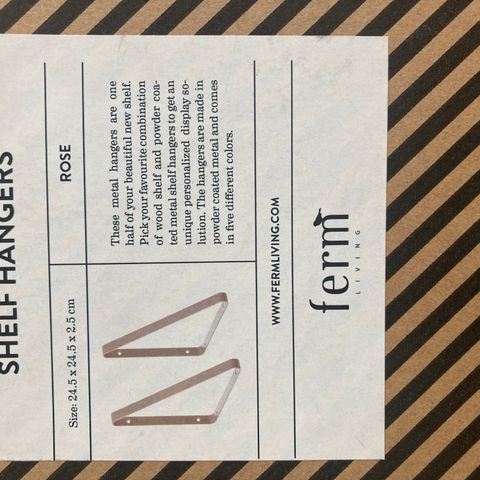 SHELF HANGERS
Size: 24.5 x 24.5 x 2.5 cm
ROSE
These metal hangers are one
half of your beautiful new shelf.
Pick your favourite combination
of wood shelf and powder coa-
ted metal shelf hangers to get an
unique personalized display so-
lution. The hangers are made in
powder coated metal and comes
in five different colors.
WWW.FERMLIVING.COM
ferm
LIVING